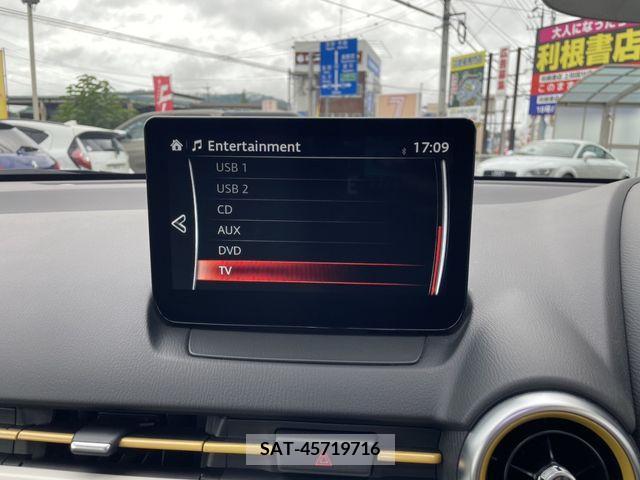 大人になったら
利根書店
Entertainment 17:09
USB 1
USB 2
CD
AUX
DVD
TV
SAT-45719716